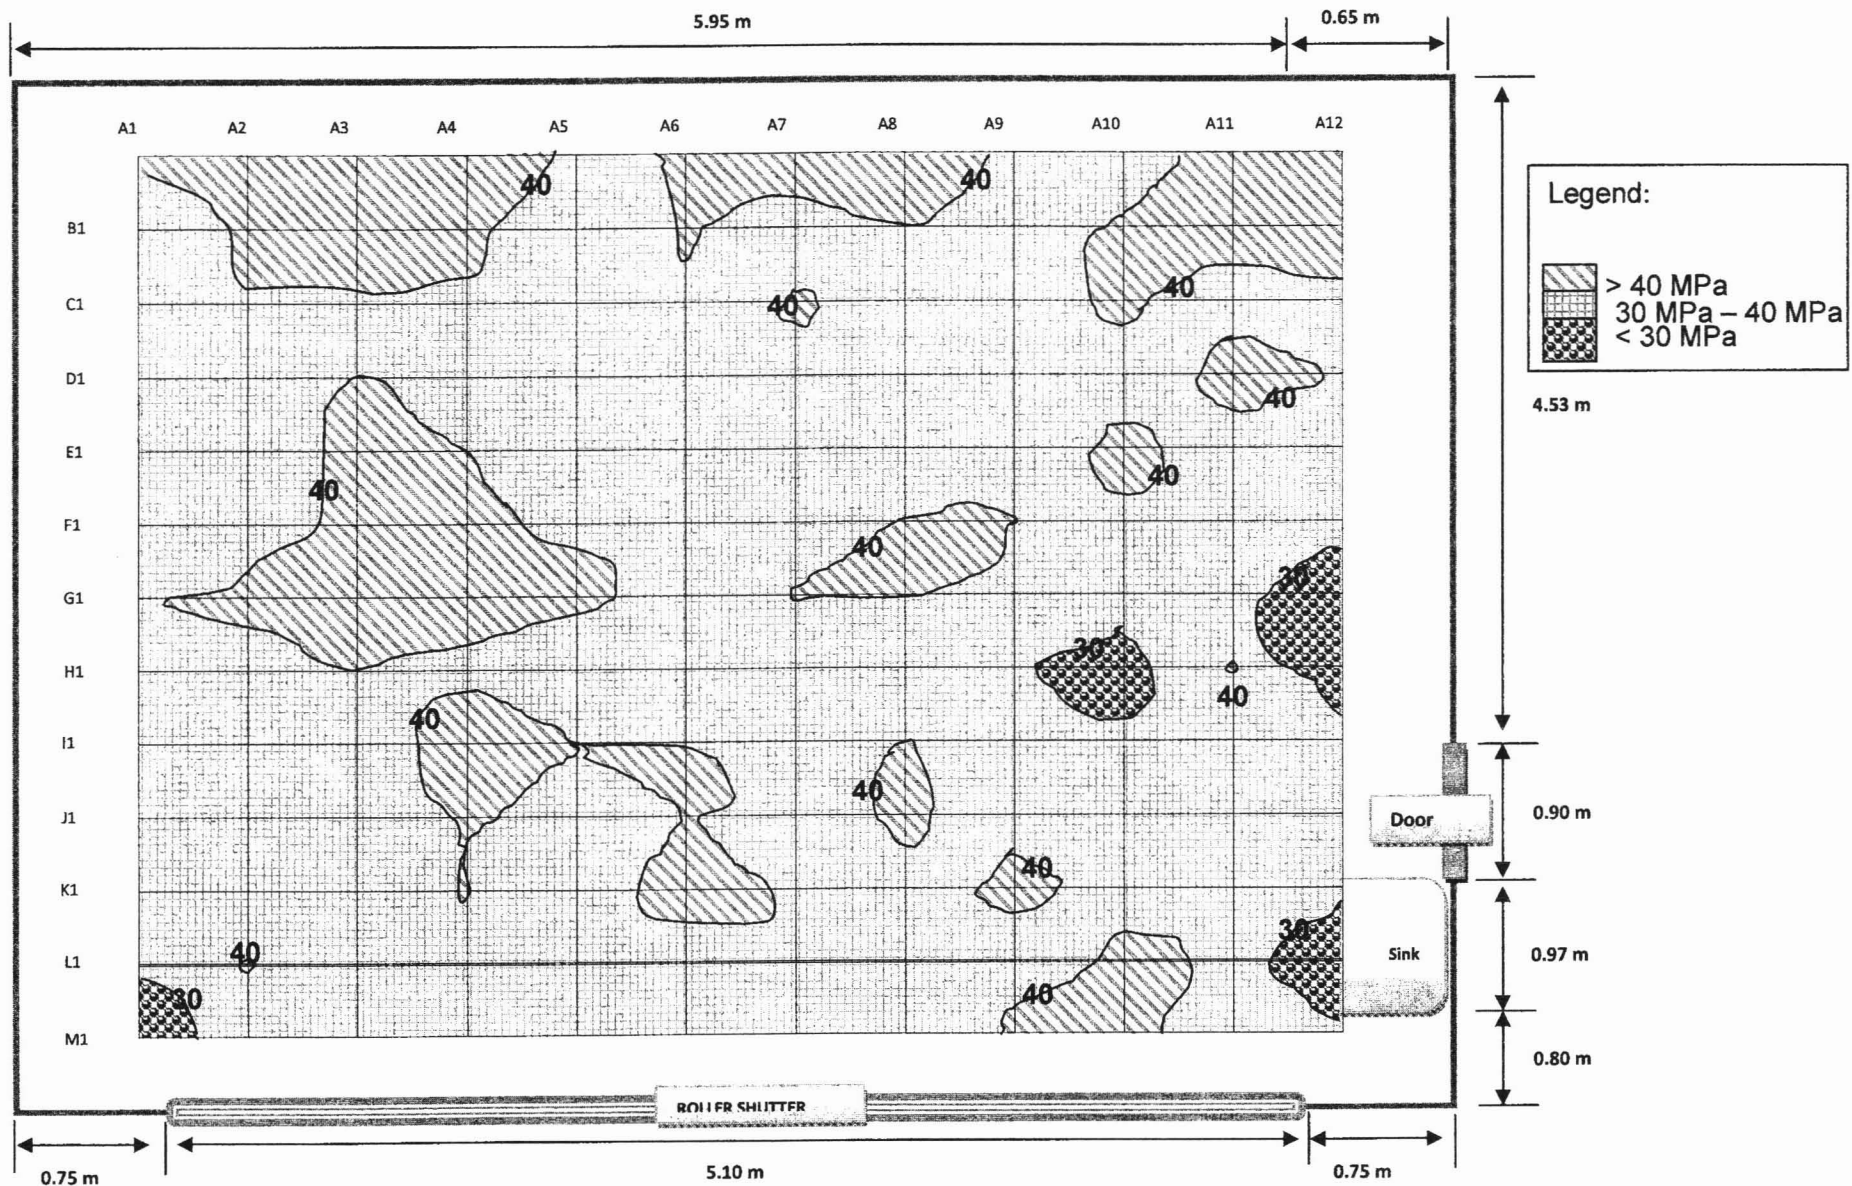 5.95 m
0.65 m
A1 A2 A3 A4 A5 A6 A7 A8 A9 A10 A11 A12
40
40
Legend:
B1
> 40 MPa
30 MPa – 40 MPa
< 30 MPa
40
C1
40
D1
40
4.53 m
E1
40
40
F1
40
30
G1
30
H1
40
40
I1
40
J1
Door
0.90 m
40
K1
30
40
L1
Sink
0.97 m
30
40
M1
0.80 m
ROLLER SHUTTER
0.75 m
5.10 m
0.75 m